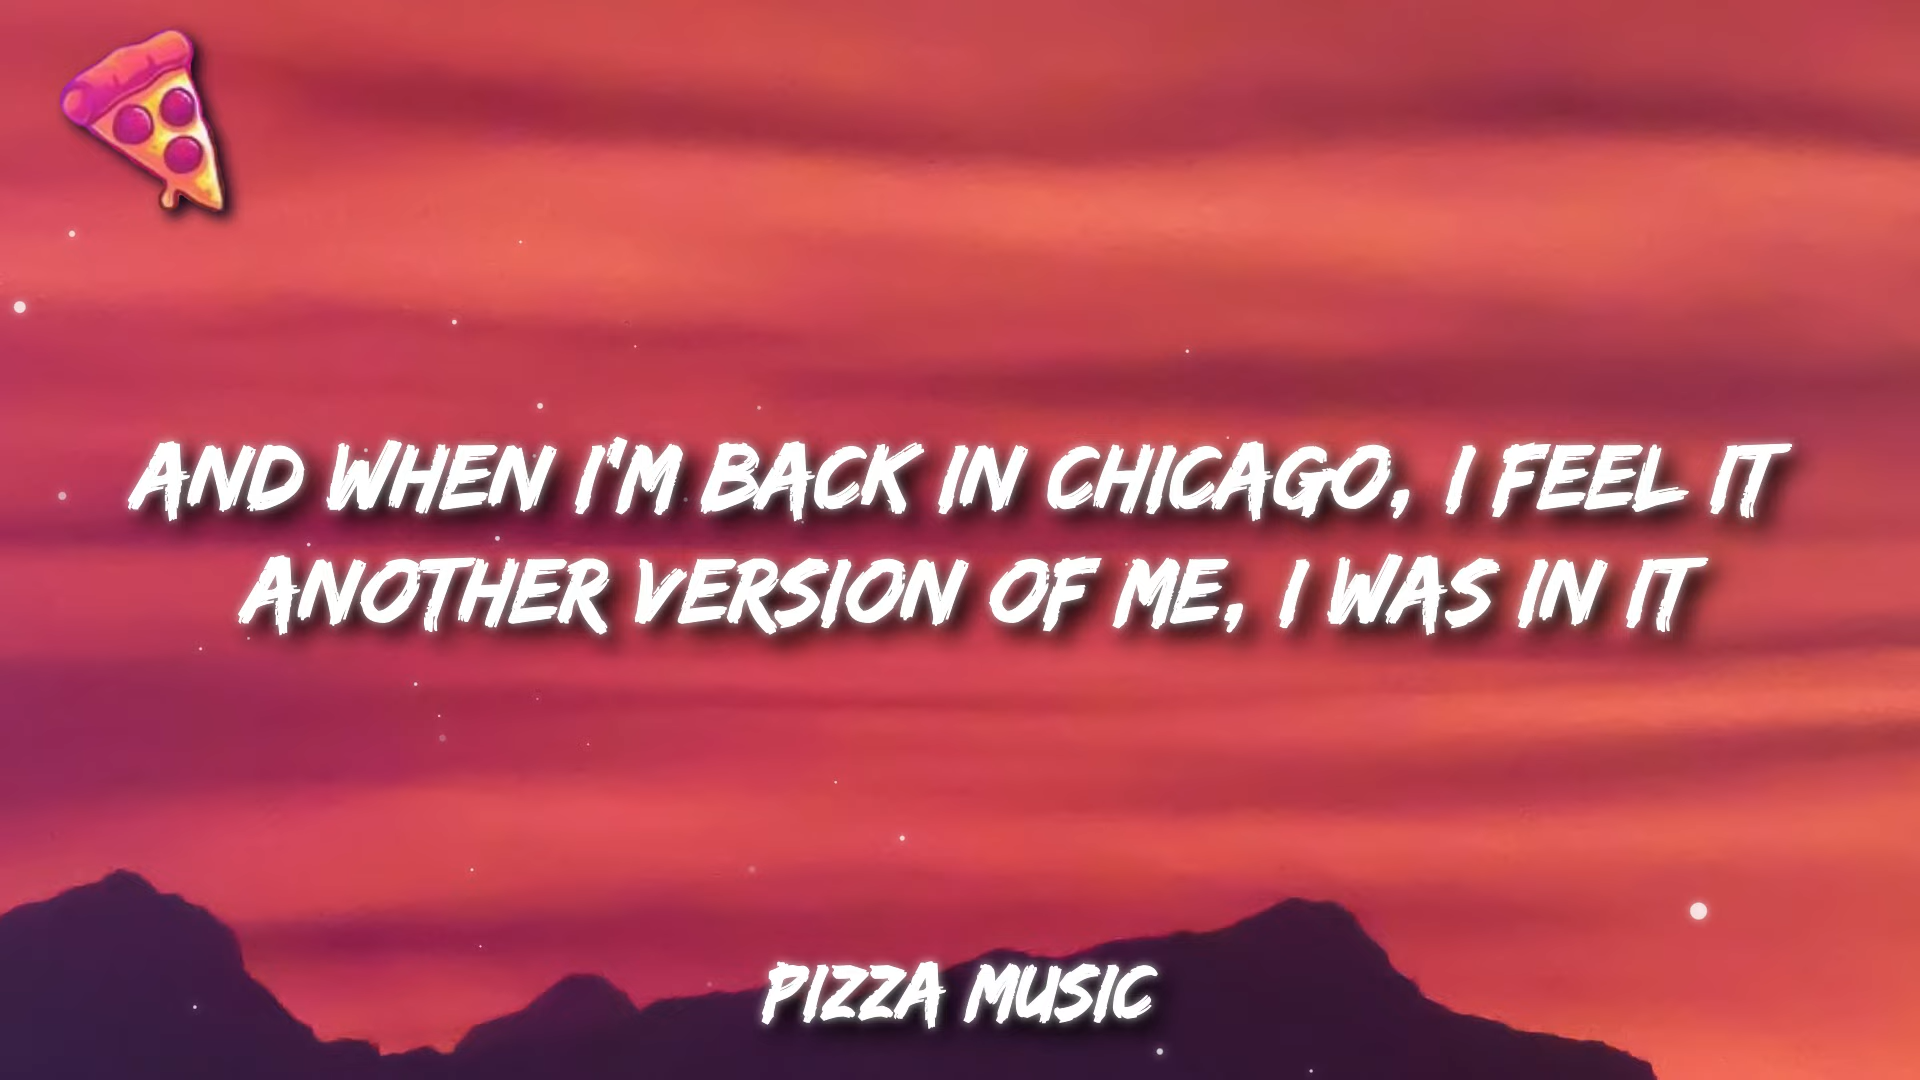 AND WHEN I'M BACK IN CHICAGO, I FEEL IT
ANOTHER VERSION OF ME, I WAS IN IT
PIZZA MUSIC